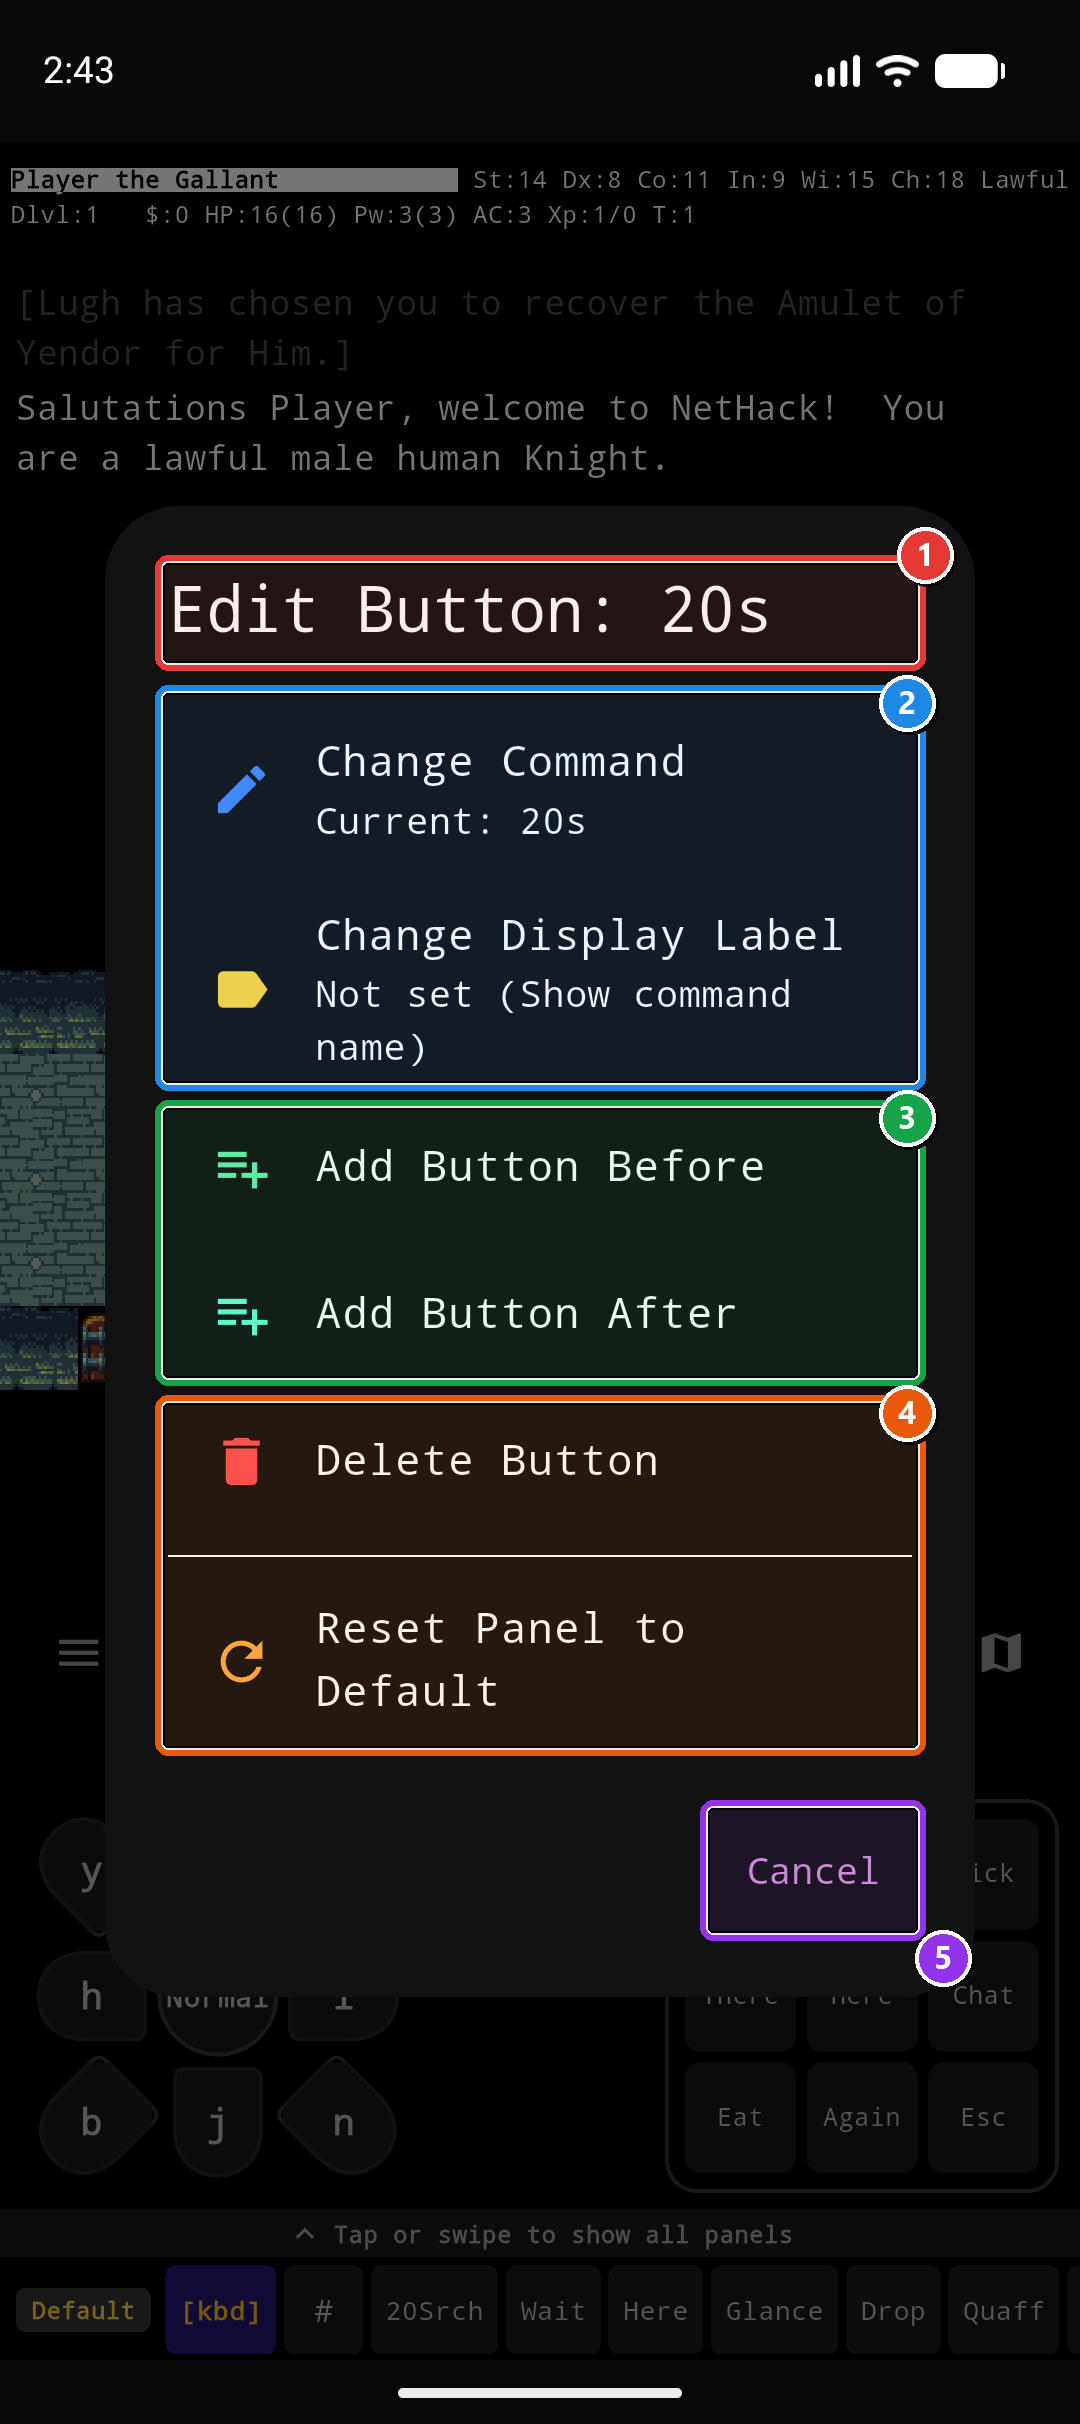 2:43
Player the Gallant St:14 Dx:8 Co:11 In:9 Wi:15 Ch:18 Lawful
Dlvl:1 $:0 HP:16(16) Pw:3(3) AC:3 Xp:1/0 T:1
[Lugh has chosen you to recover the Amulet of
Yendor for Him.]
Salutations Player, welcome to NetHack! You
are a lawful male human Knight.
1
Edit Button: 20s
2
Change Command
Current: 20s
Change Display Label
Not set (Show command
name)
3
Add Button Before
Add Button After
4
Delete Button
Reset Panel to
Default
Cancel
5
y
h
Normal
Chat
b
j
n
Eat
Again
Esc
Tap or swipe to show all panels
Default
[kbd]
#
20Srch
Wait
Here
Glance
Drop
Quaff